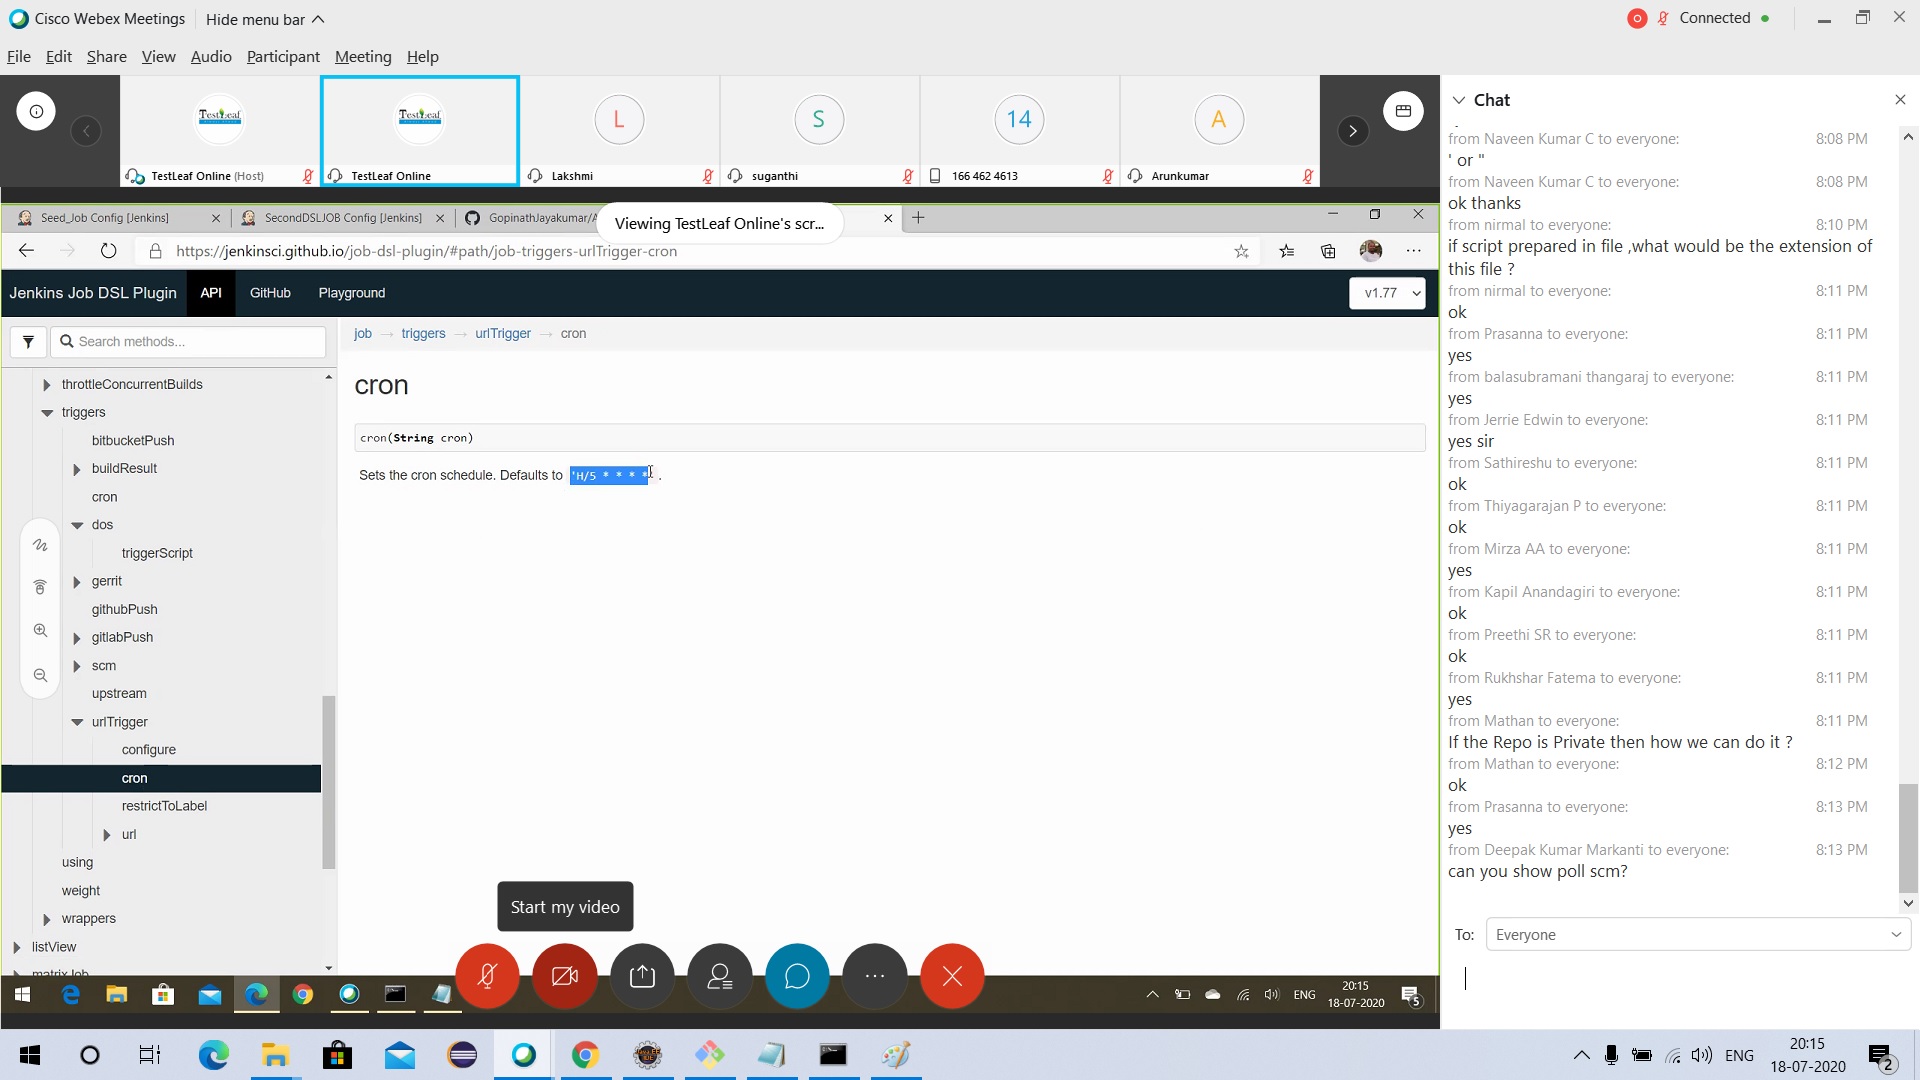 Cisco Webex Meetings
Hide menu bar
Connected
File Edit Share View Audio Participant Meeting Help
TestLeaf
TestLeaf
L
S
14
A
TestLeaf Online (Host)
TestLeaf Online
Lakshmi
suganthi
166 462 4613
Arunkumar
Seed_Job Config [Jenkins]
SecondDSLJOB Config [Jenkins]
GopinathJayakumar/A
Viewing TestLeaf Online's scr...
https://jenkinsci.github.io/job-dsl-plugin/#path/job-triggers-urlTrigger-cron
Jenkins Job DSL Plugin
API
GitHub
Playground
v1.77
Search methods...
job → triggers → urlTrigger → cron
throttleConcurrentBuilds
triggers
bitbucketPush
buildResult
cron
dos
triggerScript
gerrit
githubPush
gitlabPush
scm
upstream
urlTrigger
configure
cron
restrictToLabel
url
using
weight
wrappers
listView
matrixJob
cron
cron(String cron)
Sets the cron schedule. Defaults to 'H/5 * * * *' .
Start my video
ENG
20:15
18-07-2020
5
Chat
from Naveen Kumar C to everyone: 8:08 PM
' or "
from Naveen Kumar C to everyone: 8:08 PM
ok thanks
from nirmal to everyone: 8:10 PM
if script prepared in file ,what would be the extension of
this file ?
from nirmal to everyone: 8:11 PM
ok
from Prasanna to everyone: 8:11 PM
yes
from balasubramani thangaraj to everyone: 8:11 PM
yes
from Jerrie Edwin to everyone: 8:11 PM
yes sir
from Sathireshu to everyone: 8:11 PM
ok
from Thiyagarajan P to everyone: 8:11 PM
ok
from Mirza AA to everyone: 8:11 PM
yes
from Kapil Anandagiri to everyone: 8:11 PM
ok
from Preethi SR to everyone: 8:11 PM
ok
from Rukhshar Fatema to everyone: 8:11 PM
yes
from Mathan to everyone: 8:11 PM
If the Repo is Private then how we can do it ?
from Mathan to everyone: 8:12 PM
ok
from Prasanna to everyone: 8:13 PM
yes
from Deepak Kumar Markanti to everyone: 8:13 PM
can you show poll scm?
To: Everyone
ENG
20:15
18-07-2020
2